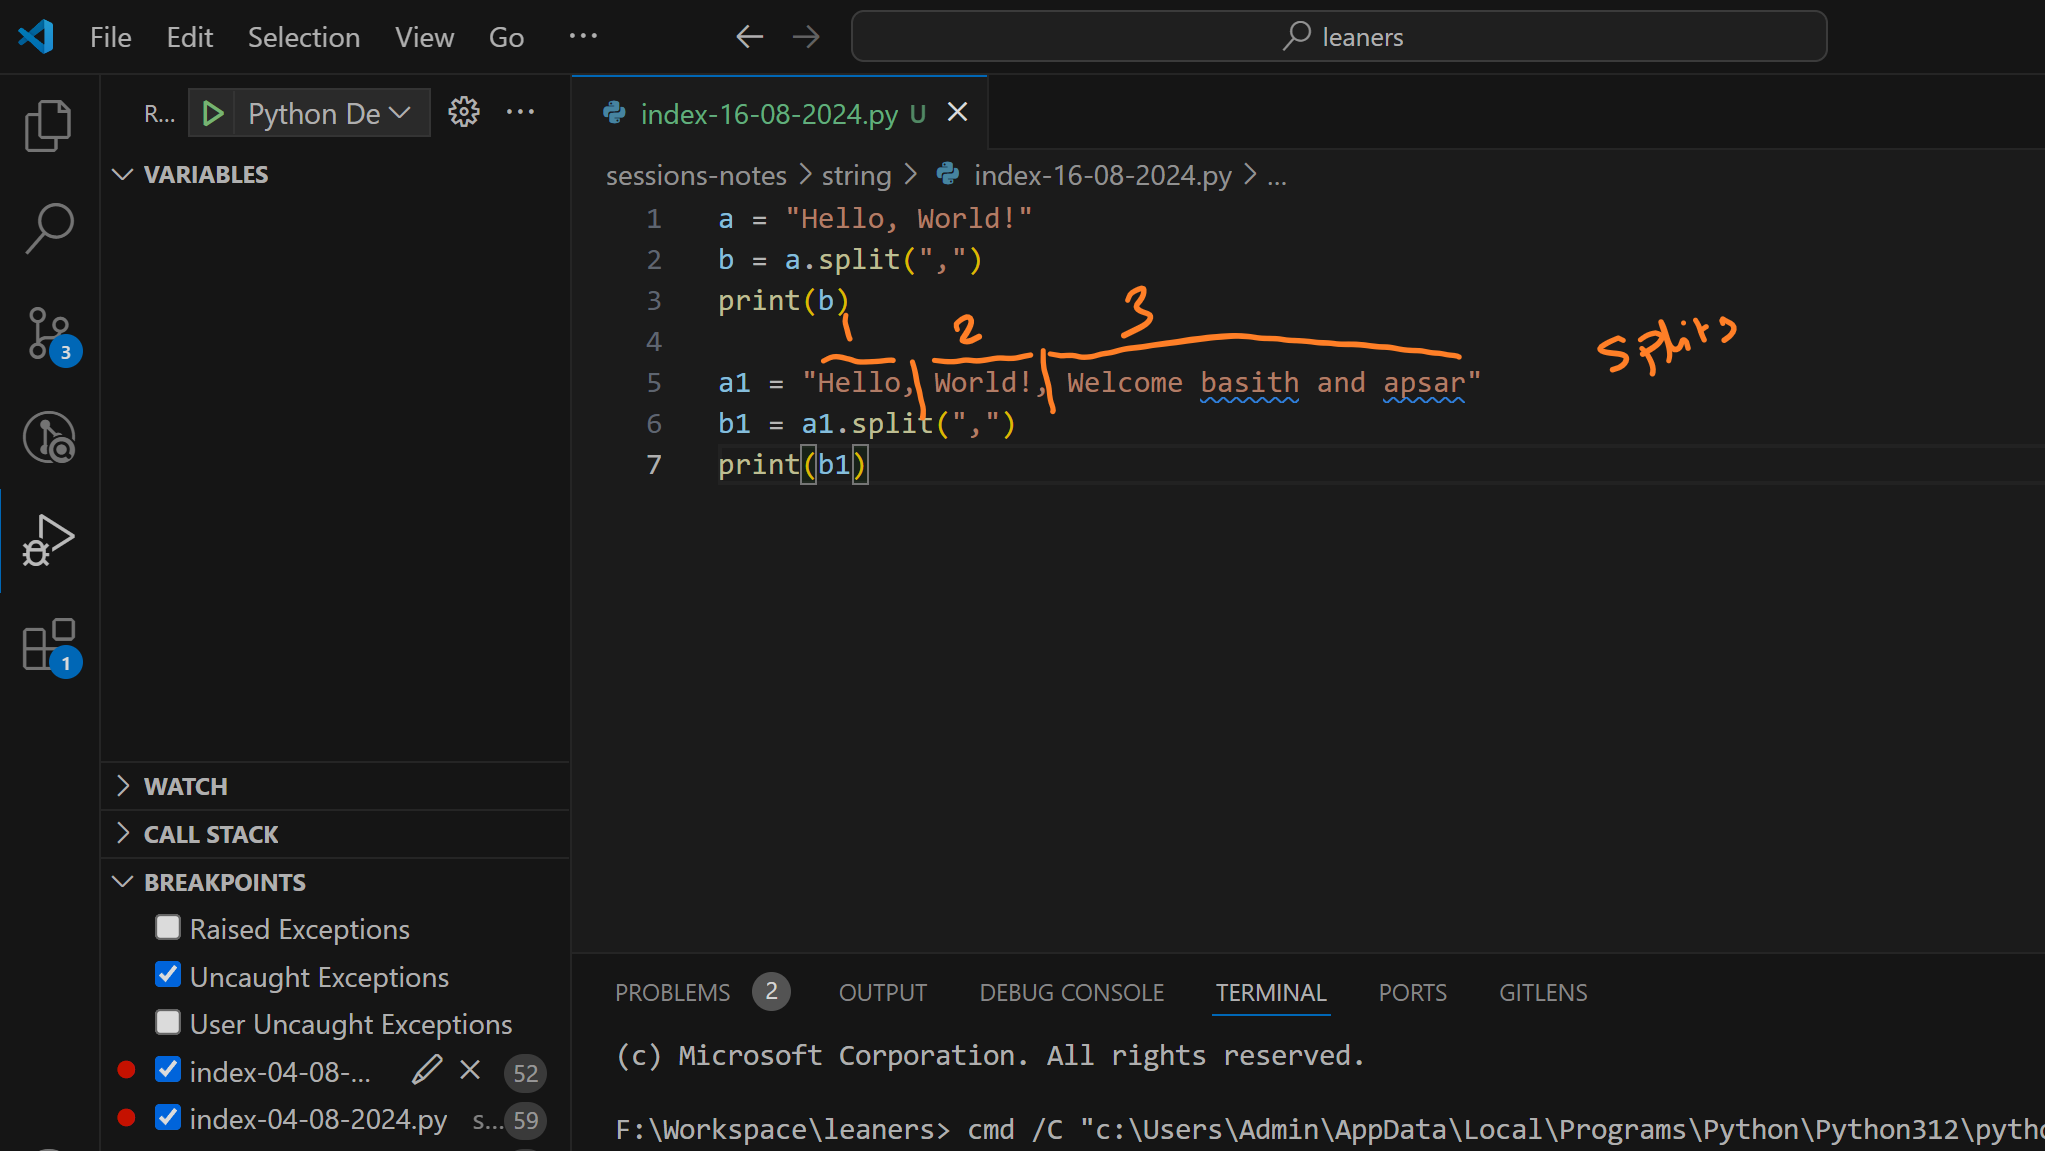 File Edit Selection View Go ...
leaners
R... Python De
index-16-08-2024.py U
VARIABLES
sessions-notes > string > index-16-08-2024.py > ...
1 a = "Hello, World!"
2 b = a.split(",")
3 print(b)
1 2 3
4
Splits
5 a1 = "Hello, World!, Welcome basith and apsar"
6 b1 = a1.split(",")
7 print(b1)
3
1
WATCH
CALL STACK
BREAKPOINTS
Raised Exceptions
Uncaught Exceptions
User Uncaught Exceptions
index-04-08-... 52
index-04-08-2024.py s... 59
PROBLEMS 2 OUTPUT DEBUG CONSOLE TERMINAL PORTS GITLENS
(c) Microsoft Corporation. All rights reserved.
F:\Workspace\leaners> cmd /C "c:\Users\Admin\AppData\Local\Programs\Python\Python312\pytho